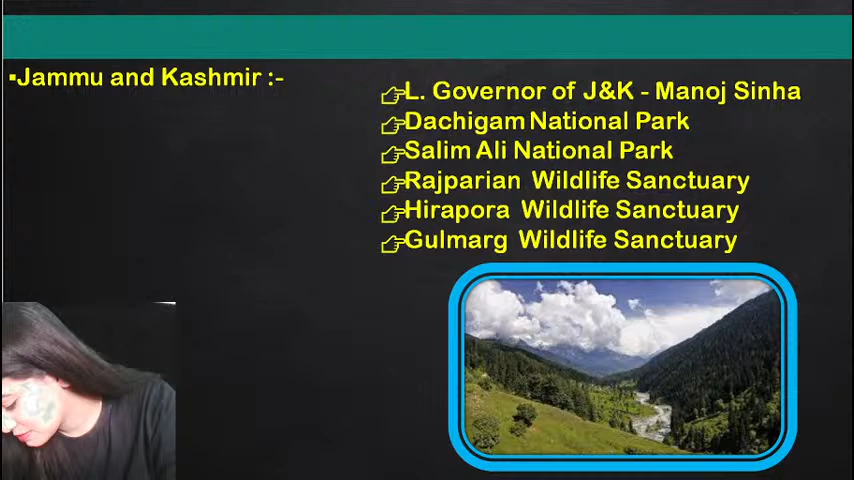 ▪Jammu and Kashmir :-
👉L. Governor of J&K - Manoj Sinha
👉Dachigam National Park
👉Salim Ali National Park
👉Rajparian Wildlife Sanctuary
👉Hirapora Wildlife Sanctuary
👉Gulmarg Wildlife Sanctuary